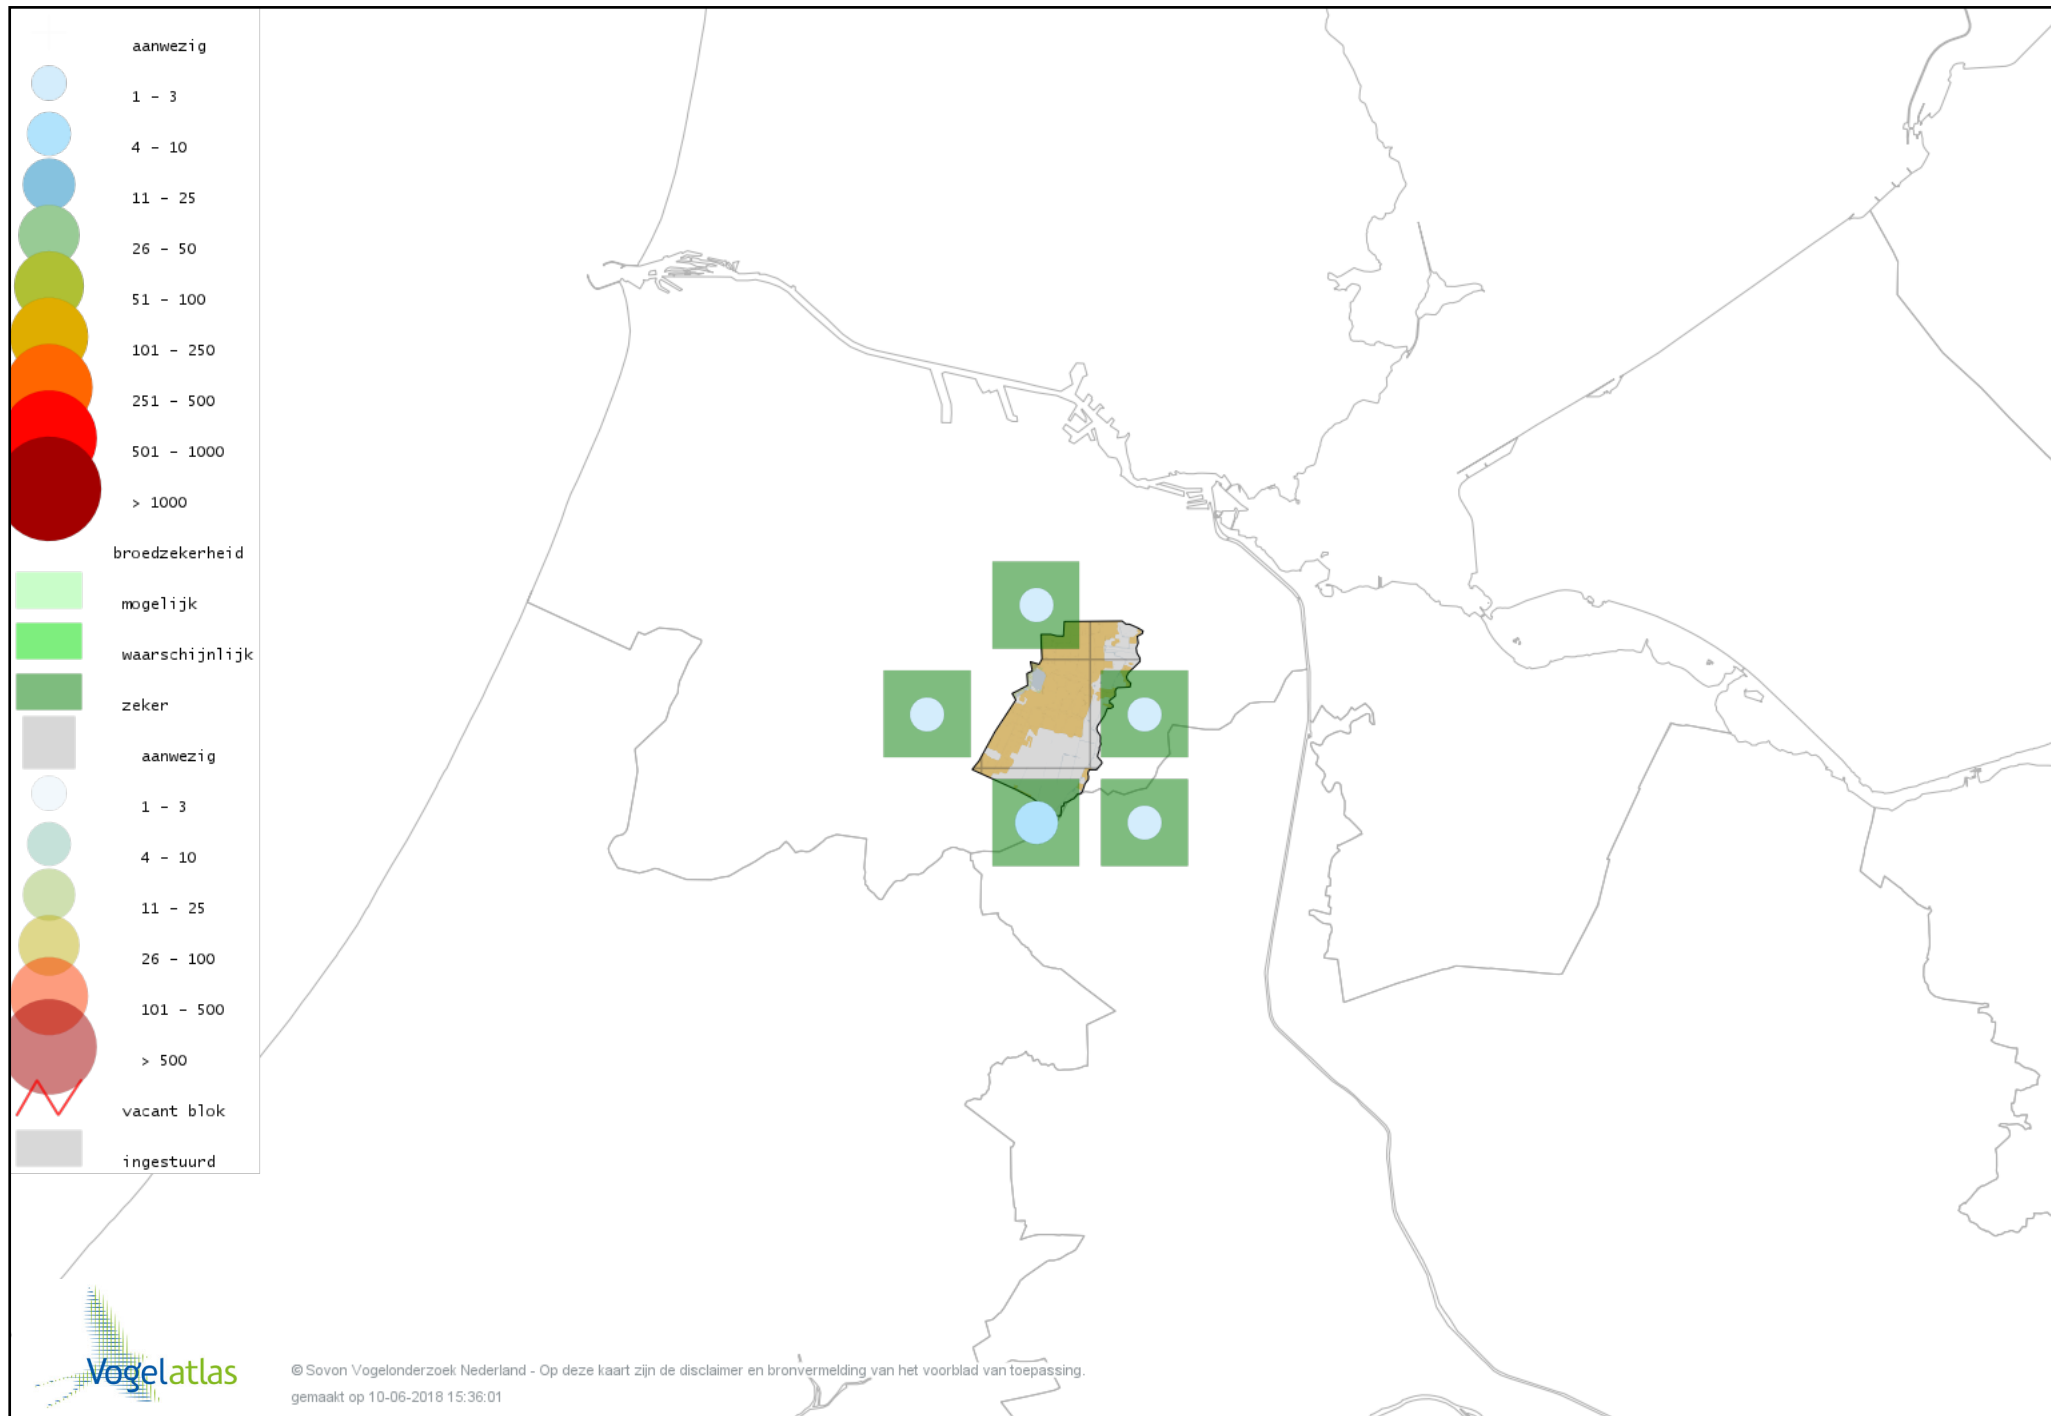 aanwezig
1 - 3
4 - 10
11 - 25
26 - 50
51 - 100
101 - 250
251 - 500
501 - 1000
> 1000
broedzekerheid
mogelijk
waarschijnlijk
zeker
aanwezig
1 - 3
4 - 10
11 - 25
26 - 100
101 - 500
> 500
vacant blok
ingestuurd
Vogelatlas
© Sovon Vogelonderzoek Nederland - Op deze kaart zijn de disclaimer en bronvermelding van het voorblad van toepassing.
gemaakt op 10-06-2018 15:36:01